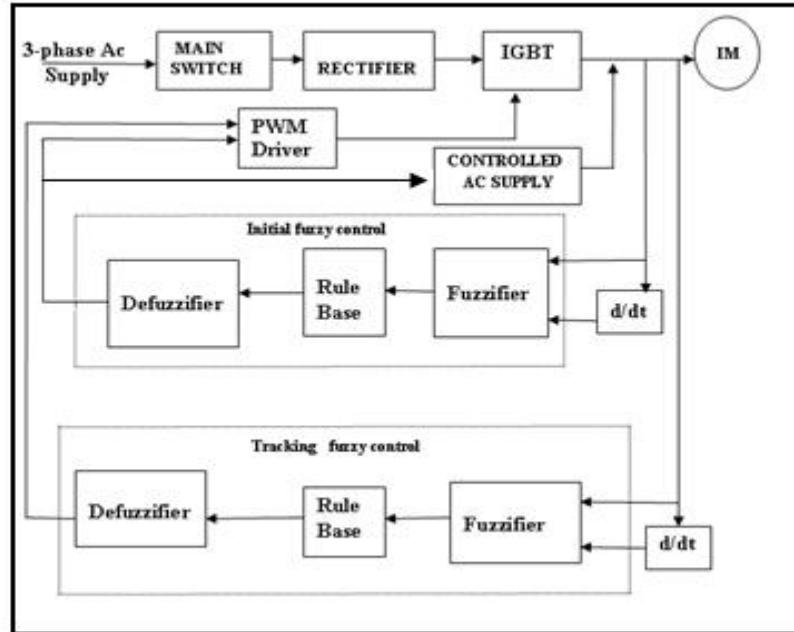 3-phase Ac
Supply
MAIN
SWITCH
RECTIFIER
IGBT
IM
PWM
Driver
CONTROLLED
AC SUPPLY
Initial fuzzy control
Defuzzifier
Rule
Base
Fuzzifier
d/dt
Tracking fuzzy control
Defuzzifier
Rule
Base
Fuzzifier
d/dt